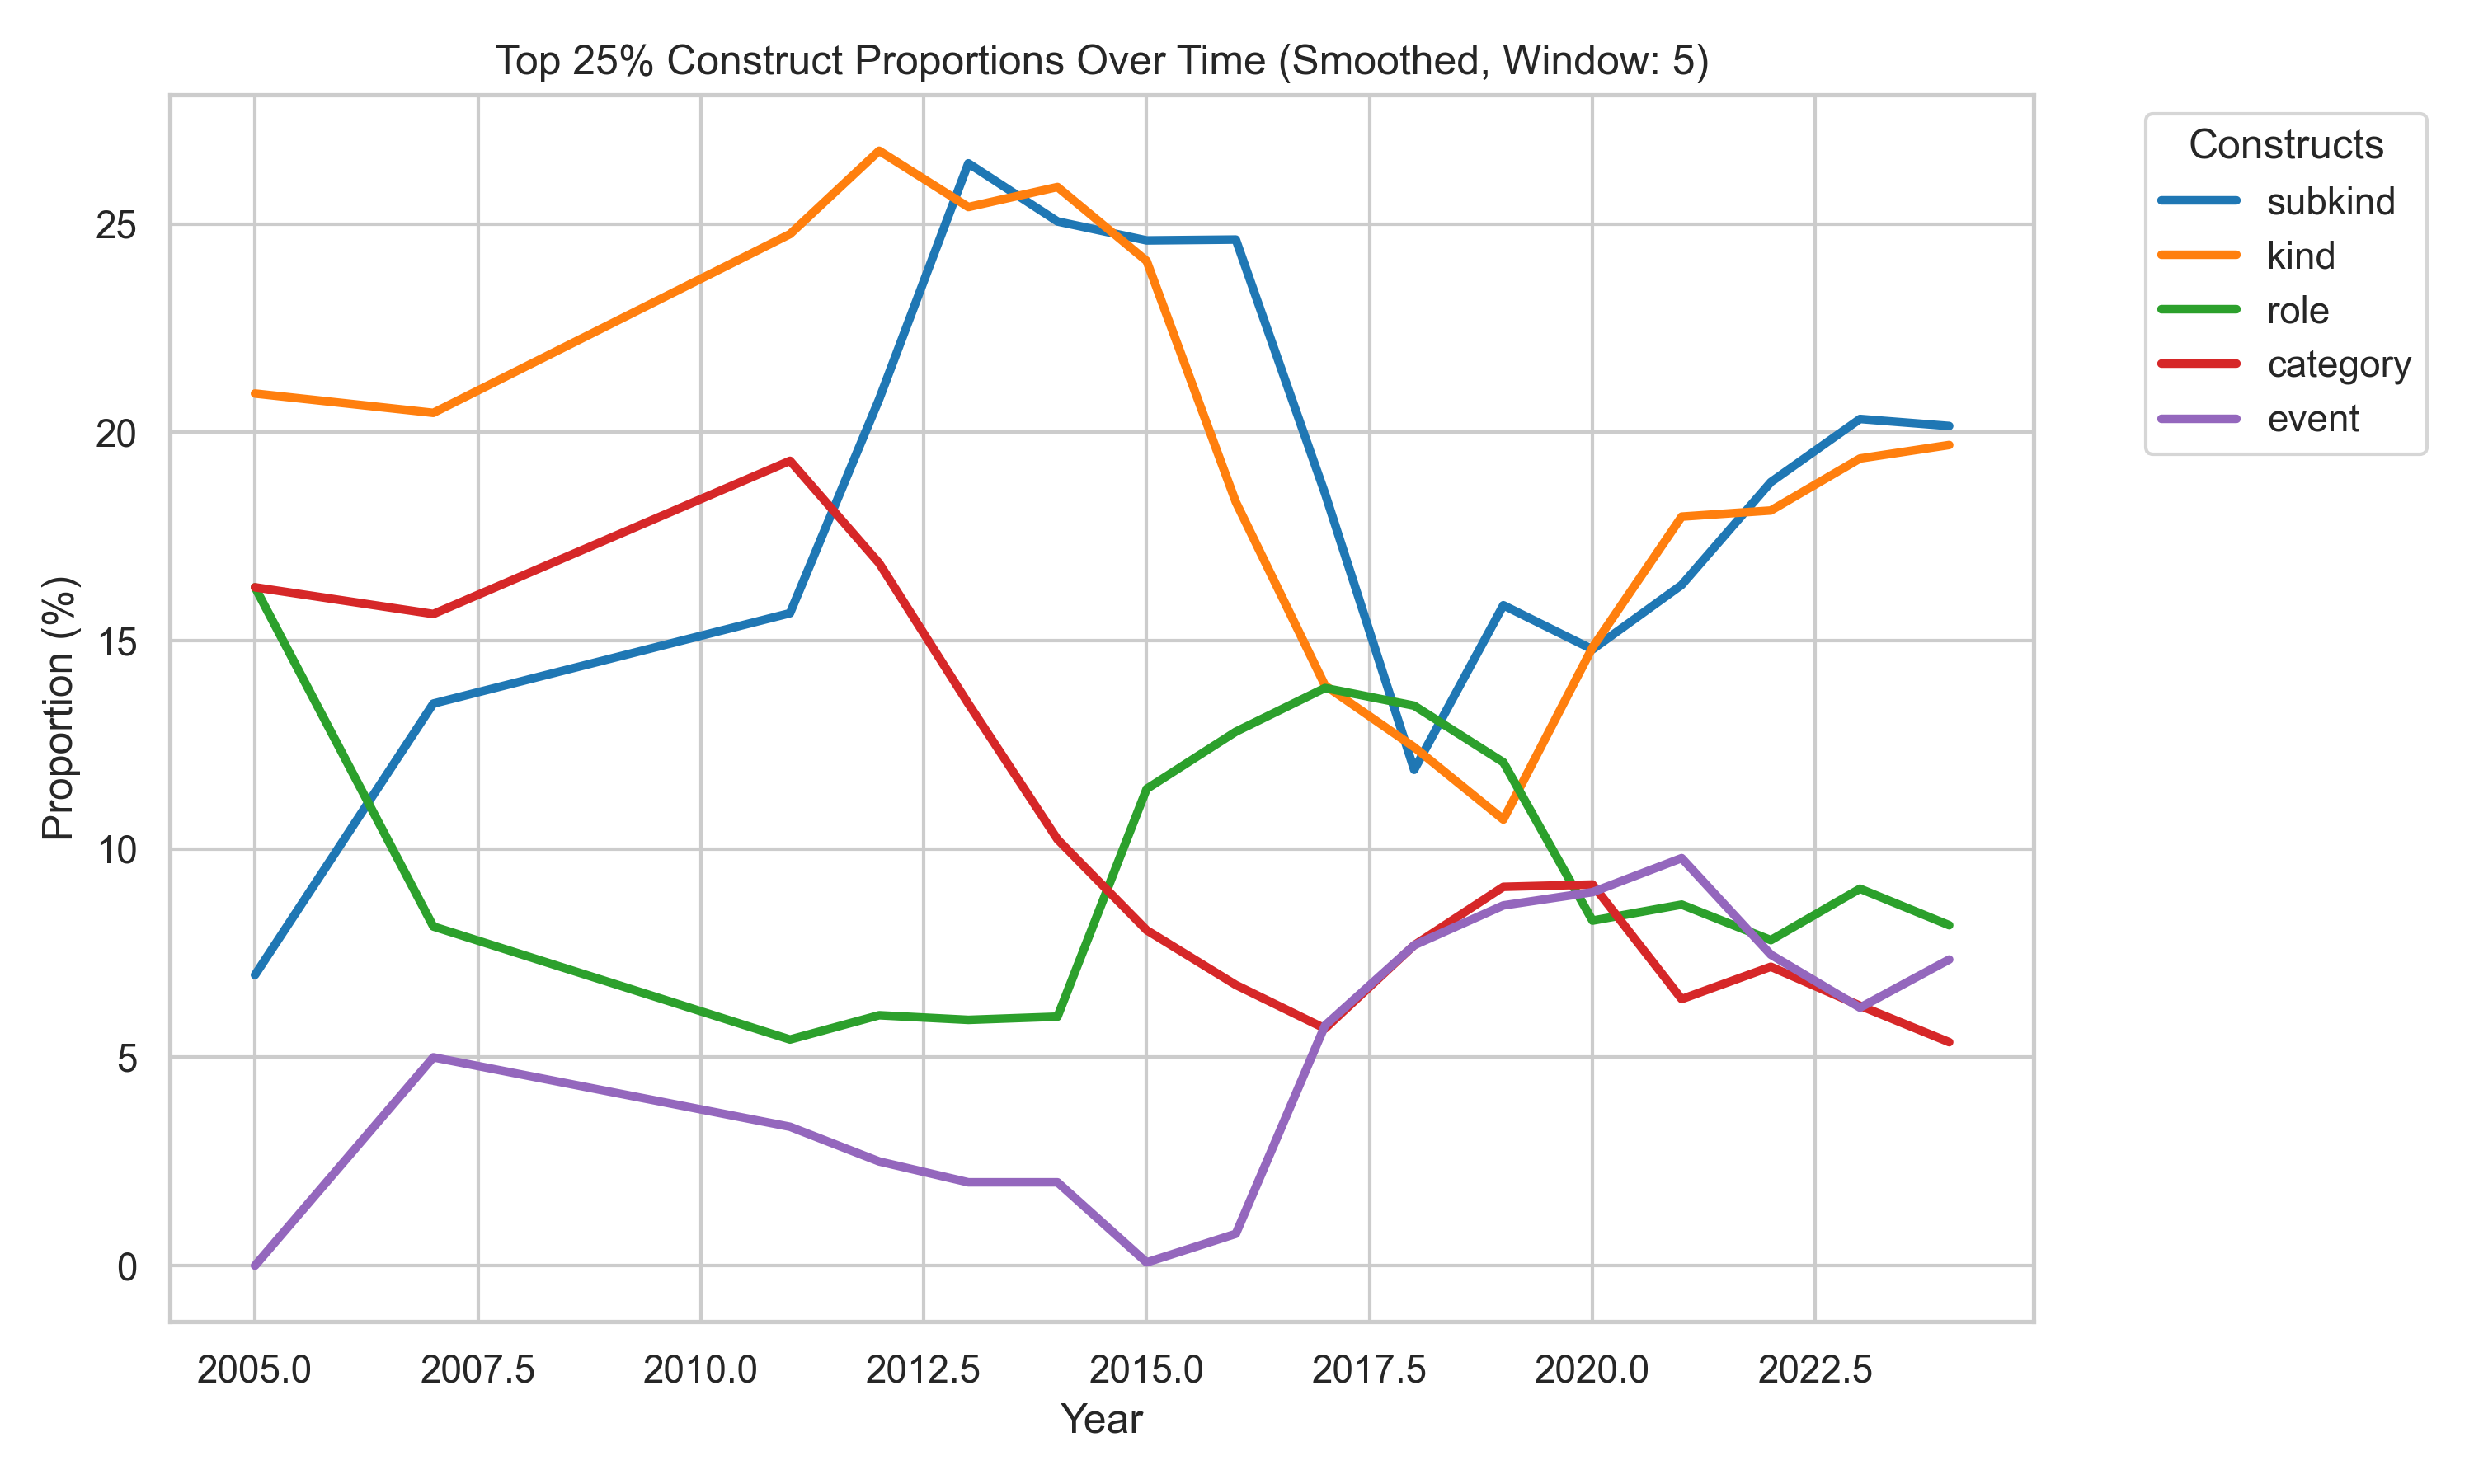 Top 25% Construct Proportions Over Time (Smoothed, Window: 5)
Constructs
subkind
kind
role
category
event
Proportion (%)
25
20
15
10
5
0
2005.0 2007.5 2010.0 2012.5 2015.0 2017.5 2020.0 2022.5
Year